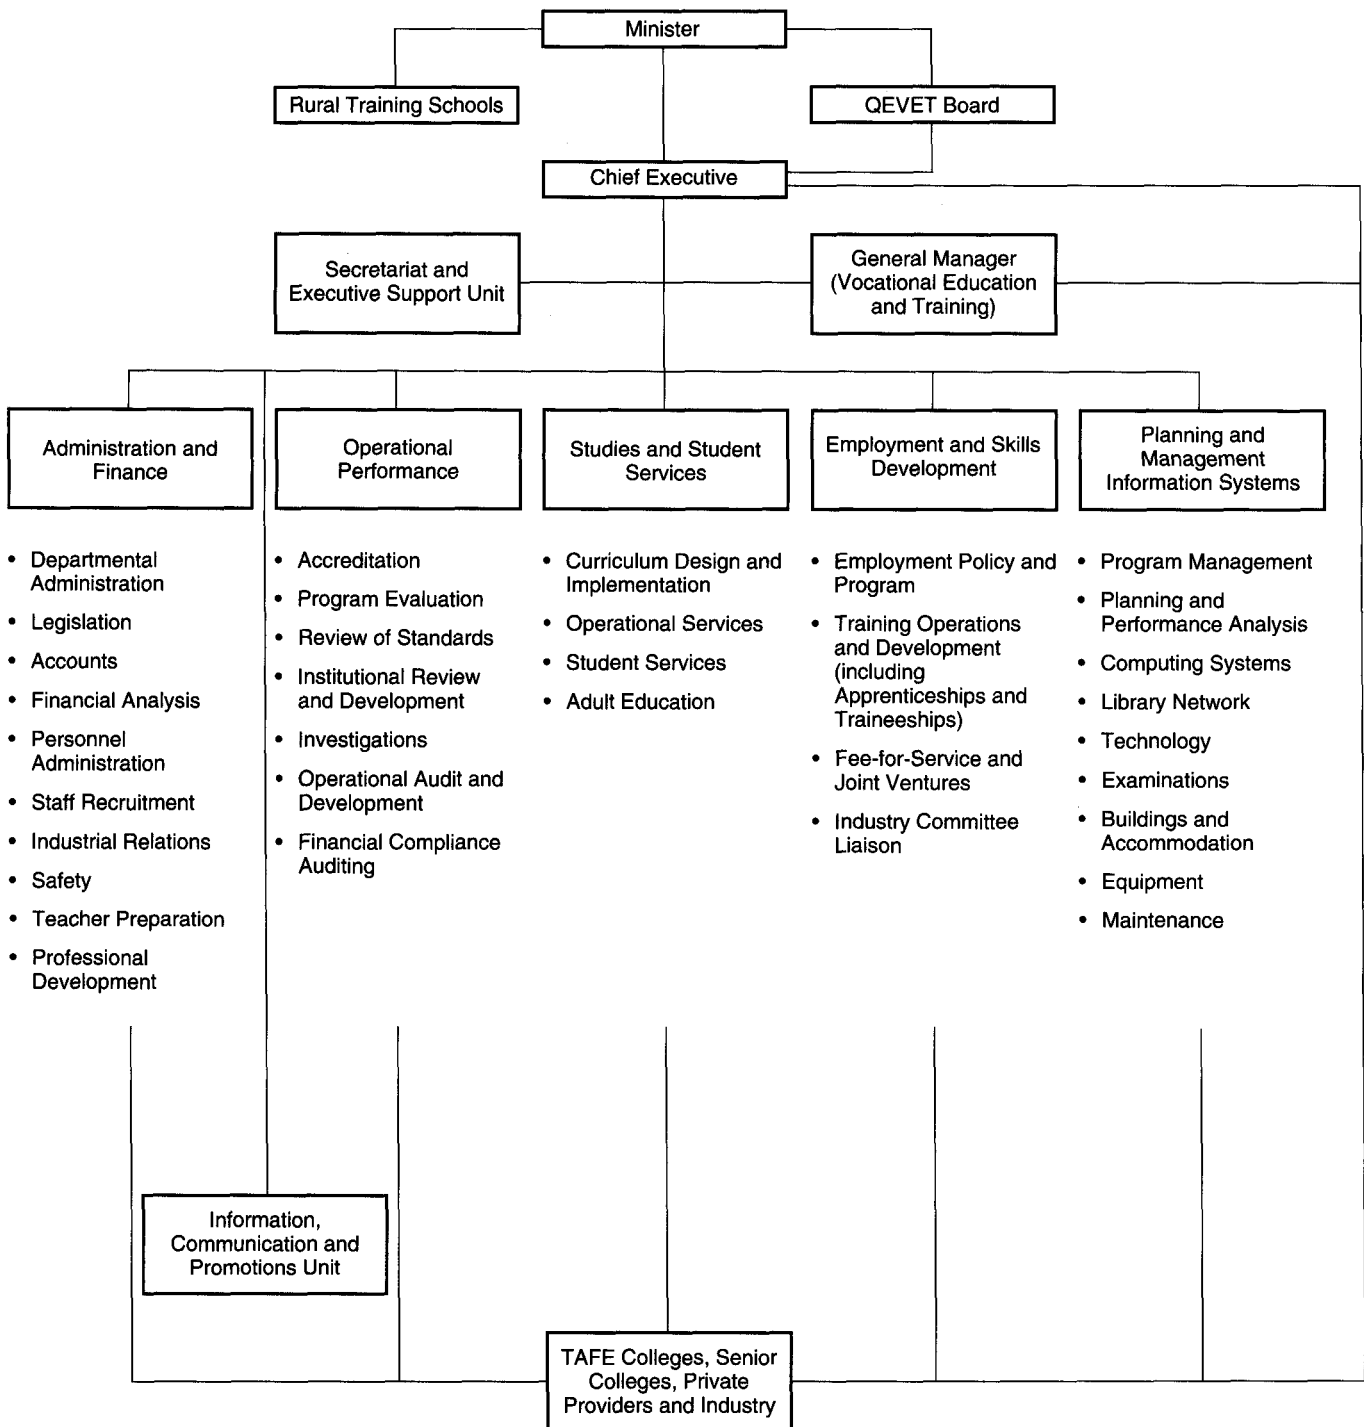 Minister
Rural Training Schools
QEVET Board
Chief Executive
Secretariat and
Executive Support Unit
General Manager
(Vocational Education
and Training)
Administration and
Finance
Operational
Performance
Studies and Student
Services
Employment and Skills
Development
Planning and
Management
Information Systems
• Departmental
Administration
• Legislation
• Accounts
• Financial Analysis
• Personnel
Administration
• Staff Recruitment
• Industrial Relations
• Safety
• Teacher Preparation
• Professional
Development
• Accreditation
• Program Evaluation
• Review of Standards
• Institutional Review
and Development
• Investigations
• Operational Audit and
Development
• Financial Compliance
Auditing
• Curriculum Design and
Implementation
• Operational Services
• Student Services
• Adult Education
• Employment Policy and
Program
• Training Operations
and Development
(including
Apprenticeships and
Traineeships)
• Fee-for-Service and
Joint Ventures
• Industry Committee
Liaison
• Program Management
• Planning and
Performance Analysis
• Computing Systems
• Library Network
• Technology
• Examinations
• Buildings and
Accommodation
• Equipment
• Maintenance
Information,
Communication and
Promotions Unit
TAFE Colleges, Senior
Colleges, Private
Providers and Industry